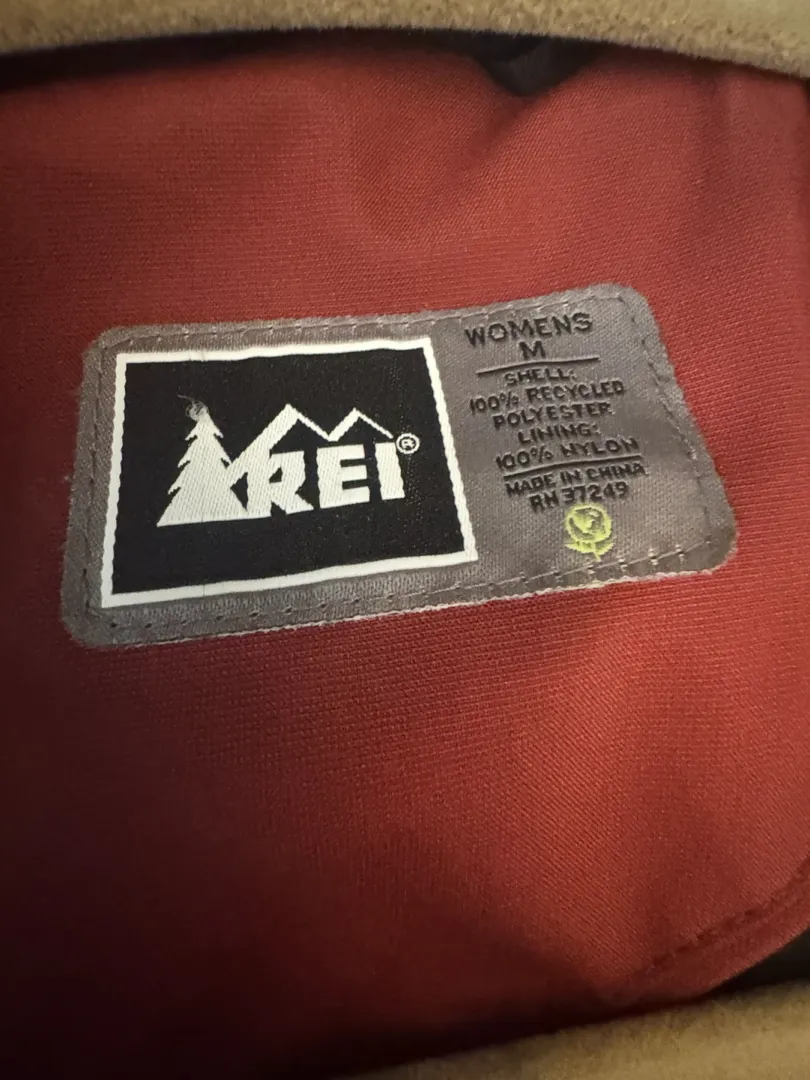 REI®
WOMENS
M
SHELL:
100% RECYCLED
POLYESTER
LINING:
100% NYLON
MADE IN CHINA
RN 37249